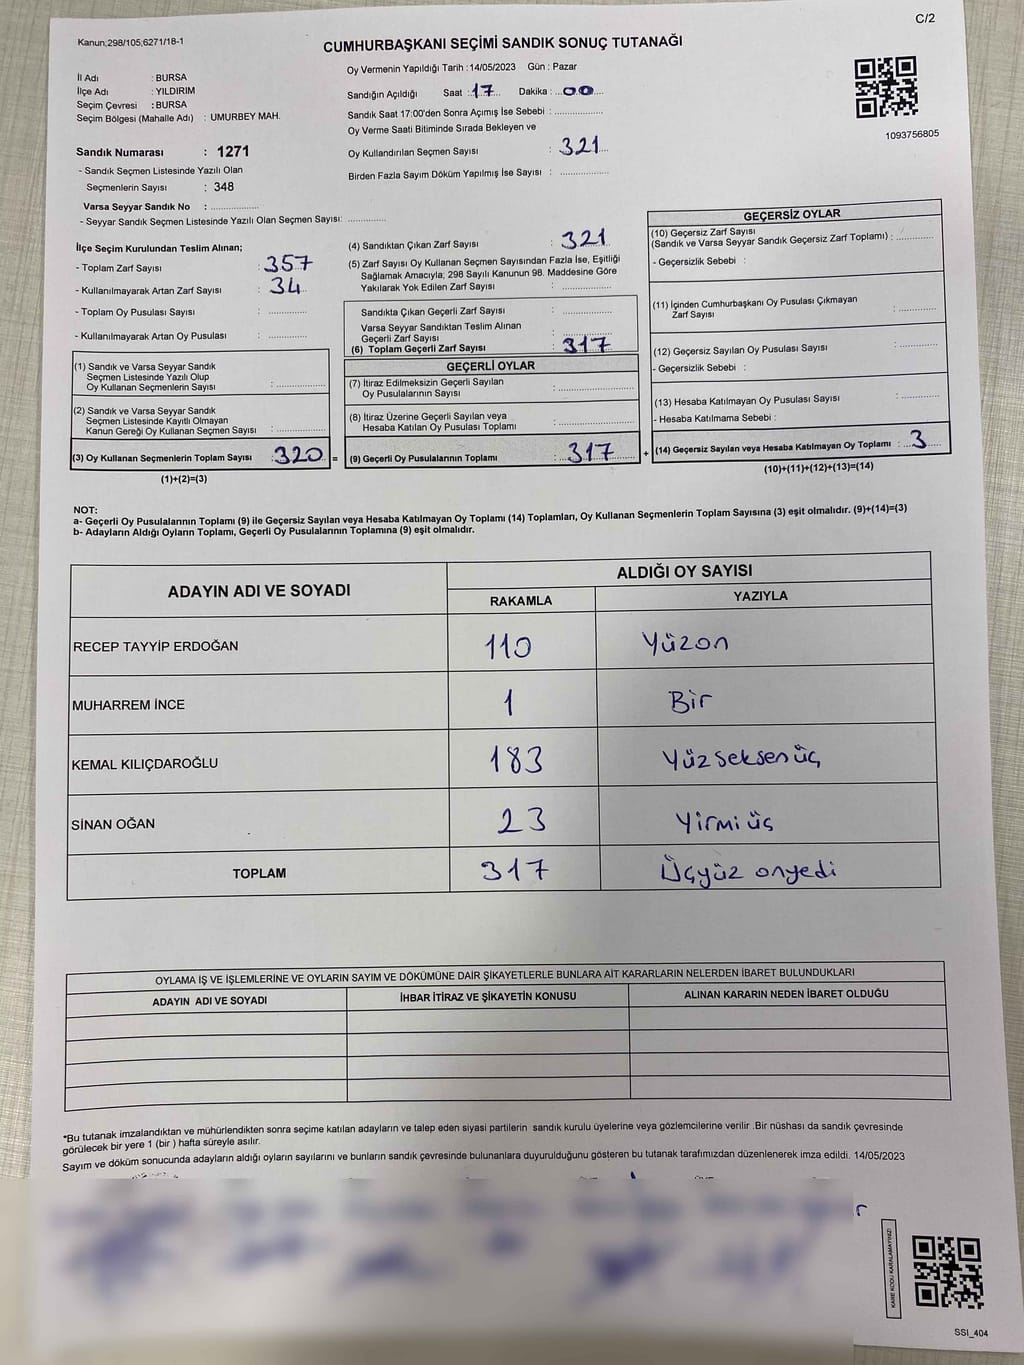 C/2
Kanun;298/105,6271/18-1
CUMHURBAŞKANI SEÇİMİ SANDIK SONUÇ TUTANAĞI
İl Adı : BURSA
İlçe Adı : YILDIRIM
Seçim Çevresi : BURSA
Seçim Bölgesi (Mahalle Adı) : UMURBEY MAH.
Sandık Numarası : 1271
- Sandık Seçmen Listesinde Yazılı Olan
Seçmenlerin Sayısı : 348
Varsa Seyyar Sandık No : ..............
- Seyyar Sandık Seçmen Listesinde Yazılı Olan Seçmen Sayısı: ............
Oy Vermenin Yapıldığı Tarih : 14/05/2023 Gün : Pazar
Sandığın Açıldığı Saat : 17 Dakika : 00
Sandık Saat 17:00'den Sonra Açımış İse Sebebi : ..............
Oy Verme Saati Bitiminde Sırada Bekleyen ve
Oy Kullandırılan Seçmen Sayısı : 321
Birden Fazla Sayım Döküm Yapılmış İse Sayısı : ..............
1093756805
İlçe Seçim Kurulundan Teslim Alınan;
- Toplam Zarf Sayısı : 357
- Kullanılmayarak Artan Zarf Sayısı : 34
- Toplam Oy Pusulası Sayısı : ............
- Kullanılmayarak Artan Oy Pusulası : ............
(1) Sandık ve Varsa Seyyar Sandık
Seçmen Listesinde Yazılı Olup
Oy Kullanan Seçmenlerin Sayısı : ............
(2) Sandık ve Varsa Seyyar Sandık
Seçmen Listesinde Kayıtlı Olmayan
Kanun Gereği Oy Kullanan Seçmen Sayısı : ............
(3) Oy Kullanan Seçmenlerin Toplam Sayısı : 320 =
(1)+(2)=(3)
(4) Sandıktan Çıkan Zarf Sayısı : 321
(5) Zarf Sayısı Oy Kullanan Seçmen Sayısından Fazla İse, Eşitliği
Sağlamak Amacıyla; 298 Sayılı Kanunun 98. Maddesine Göre
Yakılarak Yok Edilen Zarf Sayısı : ............
Sandıkta Çıkan Geçerli Zarf Sayısı : ............
Varsa Seyyar Sandıktan Teslim Alınan
Geçerli Zarf Sayısı : ............
(6) Toplam Geçerli Zarf Sayısı : 317
GEÇERLİ OYLAR
(7) İtiraz Edilmeksizin Geçerli Sayılan
Oy Pusulasının Sayısı : ............
(8) İtiraz Üzerine Geçerli Sayılan veya
Hesaba Katılan Oy Pusulası Toplamı : ............
(9) Geçerli Oy Pusulalarının Toplamı : 317 +
GEÇERSİZ OYLAR
(10) Geçersiz Zarf Sayısı
(Sandık ve Varsa Seyyar Sandık Geçersiz Zarf Toplamı) : ............
- Geçersizlik Sebebi :
(11) İçinden Cumhurbaşkanı Oy Pusulası Çıkmayan
Zarf Sayısı : ............
(12) Geçersiz Sayılan Oy Pusulası Sayısı : ............
- Geçersizlik Sebebi :
(13) Hesaba Katılmayan Oy Pusulası Sayısı : ............
- Hesaba Katılmama Sebebi :
(14) Geçersiz Sayılan veya Hesaba Katılmayan Oy Toplamı : 3
(10)+(11)+(12)+(13)=(14)
NOT:
a- Geçerli Oy Pusulalarının Toplamı (9) ile Geçersiz Sayılan veya Hesaba Katılmayan Oy Toplamı (14) Toplamları, Oy Kullanan Seçmenlerin Toplam Sayısına (3) eşit olmalıdır. (9)+(14)=(3)
b- Adayların Aldığı Oyların Toplamı, Geçerli Oy Pusulalarının Toplamına (9) eşit olmalıdır.
ADAYIN ADI VE SOYADI ALDIĞI OY SAYISI
RAKAMLA YAZIYLA
RECEP TAYYİP ERDOĞAN 110 Yüzon
MUHARREM İNCE 1 Bir
KEMAL KILIÇDAROĞLU 183 Yüzseksenüç
SİNAN OĞAN 23 Yirmiüç
TOPLAM 317 Üçyüz onyedi
OYLAMA İŞ VE İŞLEMLERİNE VE OYLARIN SAYIM VE DÖKÜMÜNE DAİR ŞİKAYETLERLE BUNLARA AİT KARARLARIN NELERDEN İBARET BULUNDUKLARI
ADAYIN ADI VE SOYADI İHBAR İTİRAZ VE ŞİKAYETİN KONUSU ALINAN KARARIN NEDEN İBARET OLDUĞU
*Bu tutanak imzalandıktan ve mühürlendikten sonra seçime katılan adayların ve talep eden siyasi partilerin sandık kurulu üyelerine veya gözlemcilerine verilir .Bir nüshası da sandık çevresinde
görülecek bir yere 1 (bir ) hafta süreyle asılır.
Sayım ve döküm sonucunda adayların aldığı oyların sayılarını ve bunların sandık çevresinde bulunanlara duyurulduğunu gösteren bu tutanak tarafımızdan düzenlenerek imza edildi. 14/05/2023
KARE KODU KARALAMAYINIZ!
SSI_404